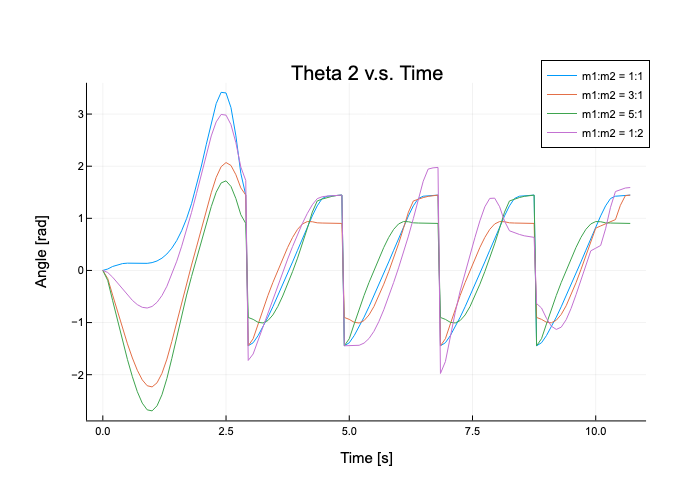 Theta 2 v.s. Time
m1:m2 = 1:1
m1:m2 = 3:1
m1:m2 = 5:1
m1:m2 = 1:2
Angle [rad]
3
2
1
0
−1
−2
0.0 2.5 5.0 7.5 10.0
Time [s]